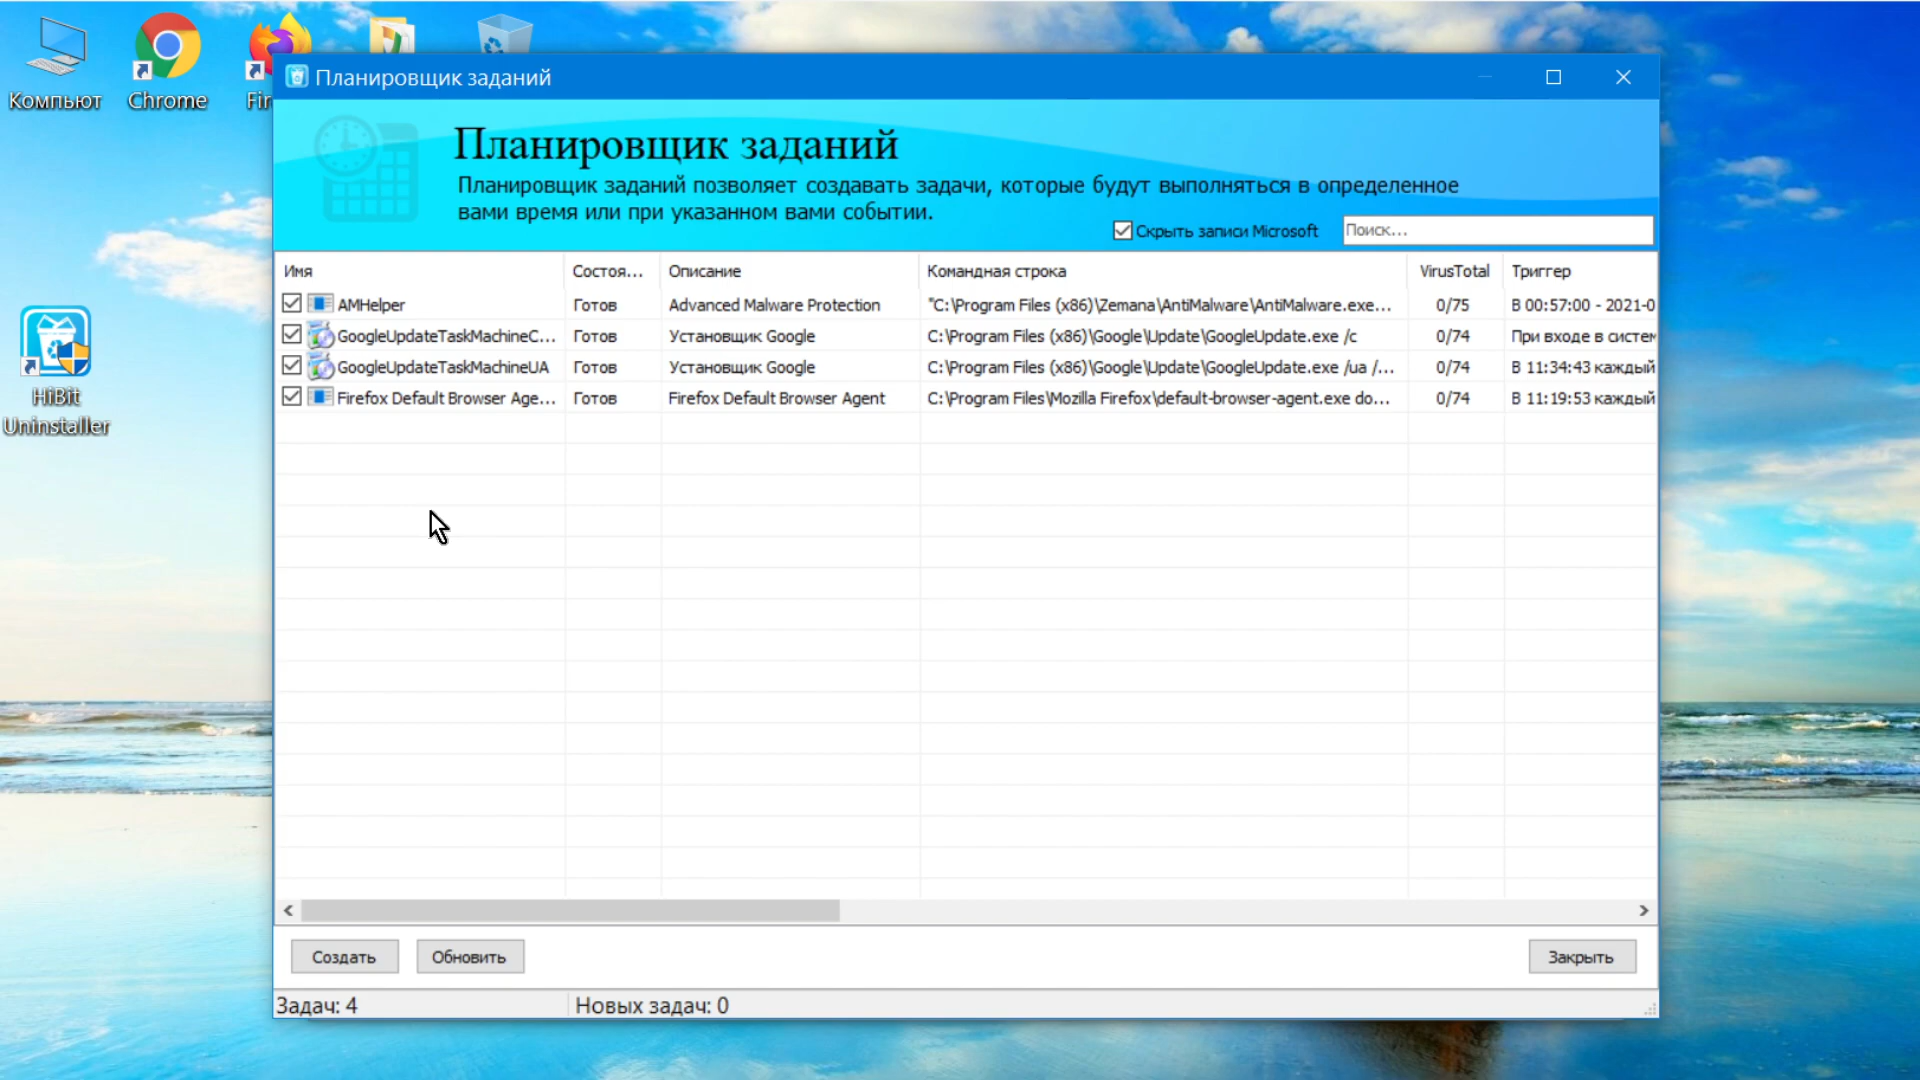 Компьют
Chrome
Fir
HiBit
Uninstaller
Планировщик заданий
Планировщик заданий
Планировщик заданий позволяет создавать задачи, которые будут выполняться в определенное
вами время или при указанном вами событии.
Скрыть записи Microsoft Поиск...
Имя Состоя... Описание Командная строка VirusTotal Триггер
AMHelper Готов Advanced Malware Protection "C:\Program Files (x86)\Zemana\AntiMalware\AntiMalware.exe... 0/75 В 00:57:00 - 2021-0
GoogleUpdateTaskMachineC... Готов Установщик Google C:\Program Files (x86)\Google\Update\GoogleUpdate.exe /c 0/74 При входе в систем
GoogleUpdateTaskMachineUA Готов Установщик Google C:\Program Files (x86)\Google\Update\GoogleUpdate.exe /ua /... 0/74 В 11:34:43 каждый
Firefox Default Browser Age... Готов Firefox Default Browser Agent C:\Program Files\Mozilla Firefox\default-browser-agent.exe do... 0/74 В 11:19:53 каждый
Создать Обновить Закрыть
Задач: 4 Новых задач: 0